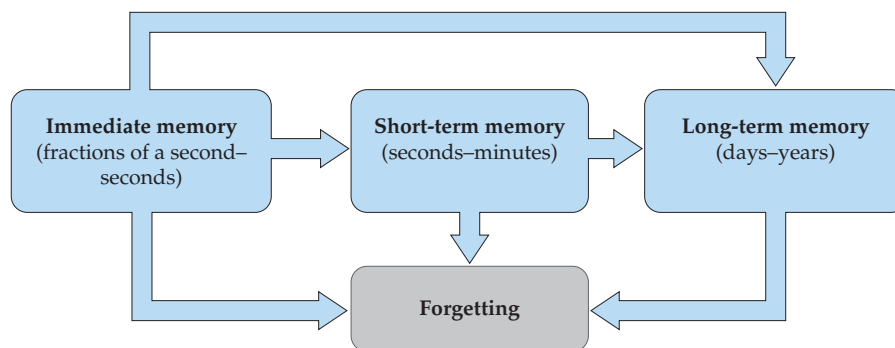 Immediate memory
(fractions of a second–
seconds)
Short-term memory
(seconds–minutes)
Long-term memory
(days–years)
Forgetting